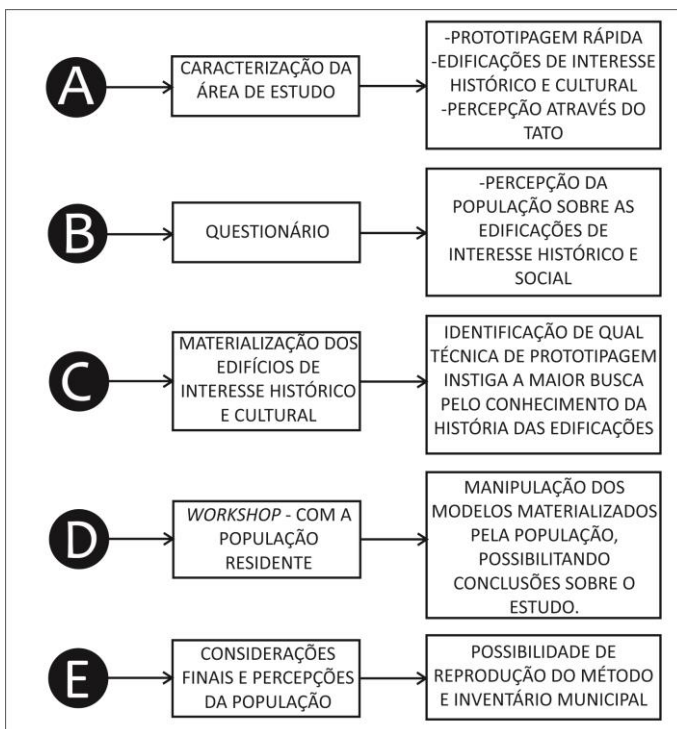 A
CARACTERIZAÇÃO DA
ÁREA DE ESTUDO
-PROTOTIPAGEM RÁPIDA
-EDIFICAÇÕES DE INTERESSE
HISTÓRICO E CULTURAL
-PERCEPÇÃO ATRAVÉS DO
TATO
B
QUESTIONÁRIO
-PERCEPÇÃO DA
POPULAÇÃO SOBRE AS
EDIFICAÇÕES DE
INTERESSE HISTÓRICO E
SOCIAL
C
MATERIALIZAÇÃO DOS
EDIFÍCIOS DE
INTERESSE HISTÓRICO
E CULTURAL
IDENTIFICAÇÃO DE QUAL
TÉCNICA DE PROTOTIPAGEM
INSTIGA A MAIOR BUSCA
PELO CONHECIMENTO DA
HISTÓRIA DAS EDIFICAÇÕES
D
WORKSHOP - COM A
POPULAÇÃO
RESIDENTE
MANIPULAÇÃO DOS
MODELOS MATERIALIZADOS
PELA POPULAÇÃO,
POSSIBILITANDO
CONCLUSÕES SOBRE O
ESTUDO.
E
CONSIDERAÇÕES
FINAIS E PERCEPÇÕES
DA POPULAÇÃO
POSSIBILIDADE DE
REPRODUÇÃO DO MÉTODO
E INVENTÁRIO MUNICIPAL